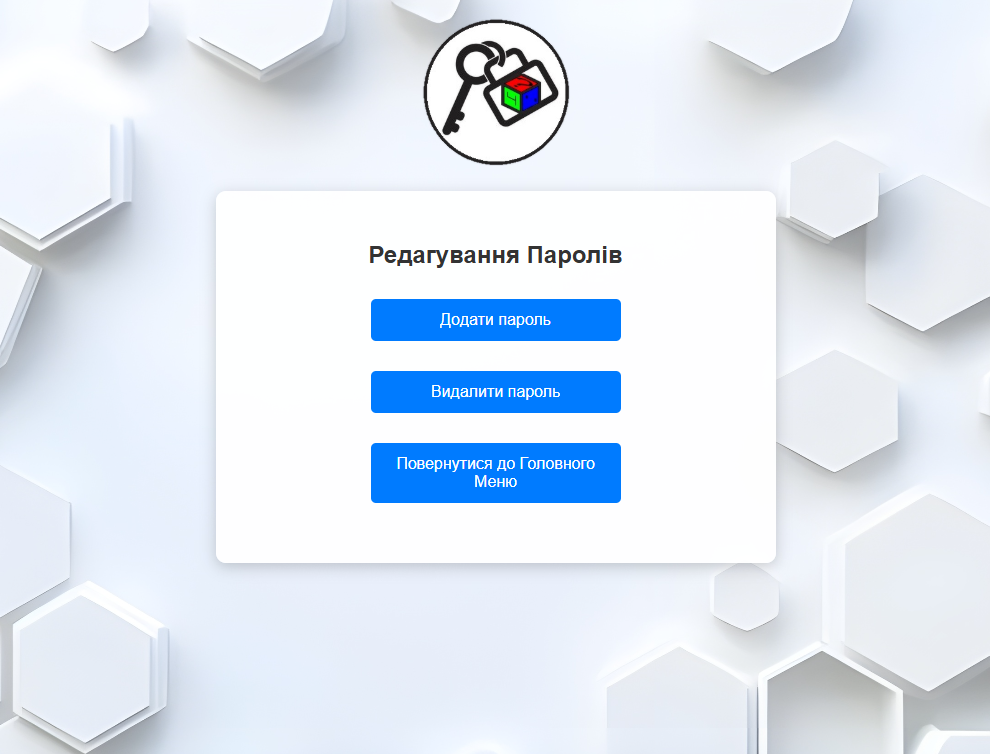 Редагування Паролів
Додати пароль
Видалити пароль
Повернутися до Головного
Меню